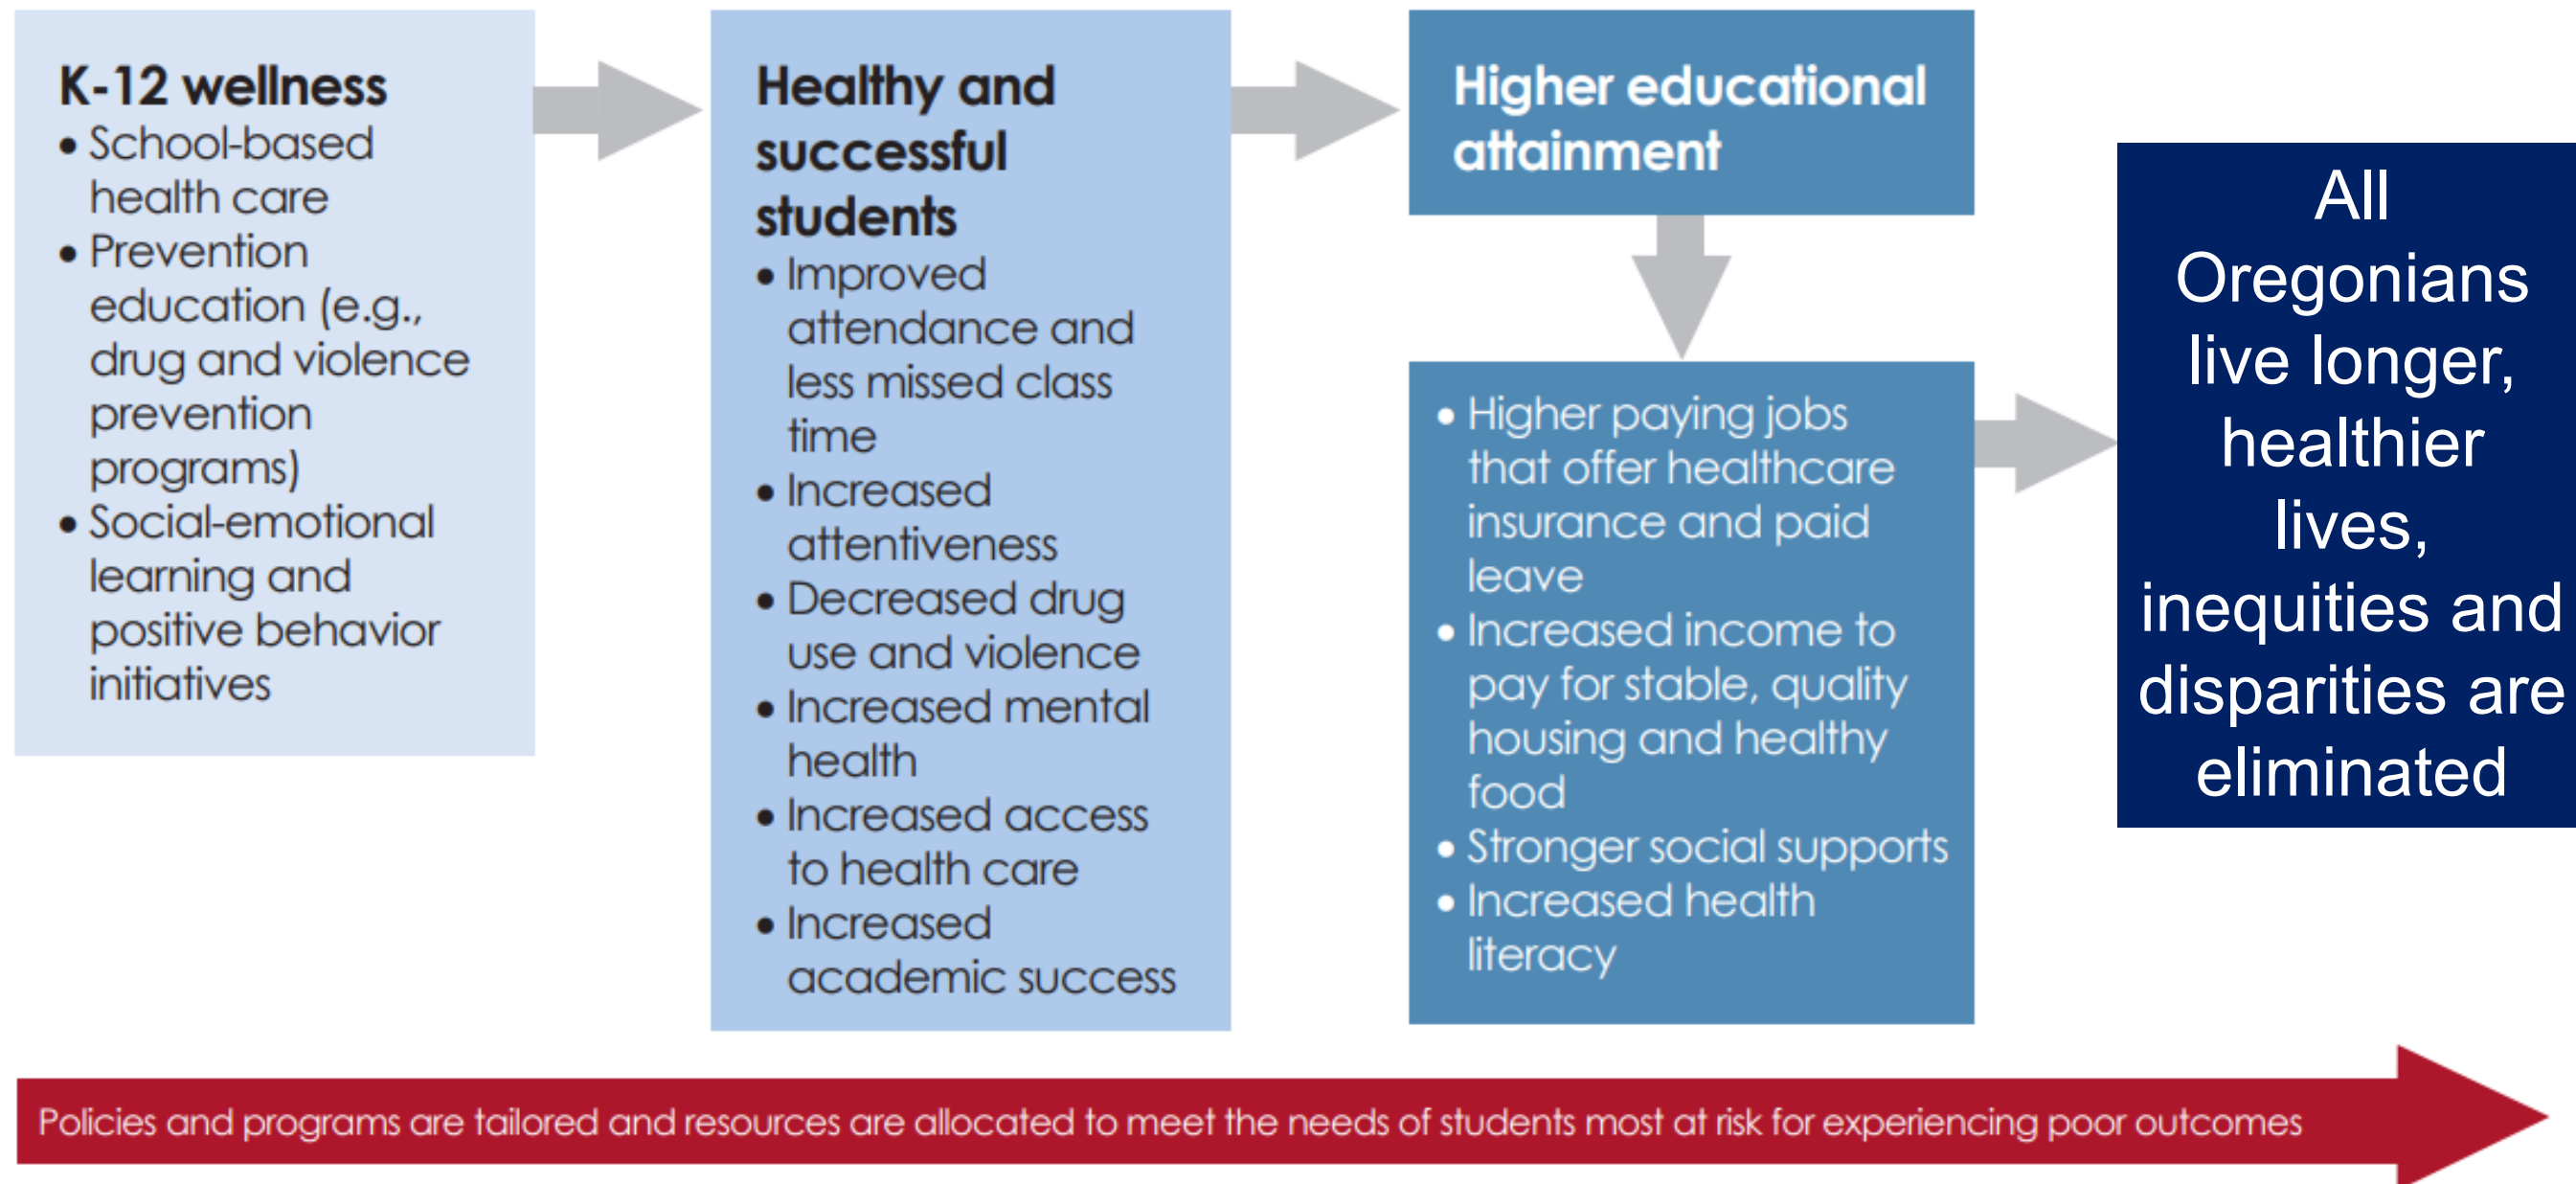 K-12 wellness
• School-based
health care
• Prevention
education (e.g.,
drug and violence
prevention
programs)
• Social-emotional
learning and
positive behavior
initiatives
Healthy and
successful
students
• Improved
attendance and
less missed class
time
• Increased
attentiveness
• Decreased drug
use and violence
• Increased mental
health
• Increased access
to health care
• Increased
academic success
Higher educational
attainment
• Higher paying jobs
that offer healthcare
insurance and paid
leave
• Increased income to
pay for stable, quality
housing and healthy
food
• Stronger social supports
• Increased health
literacy
All
Oregonians
live longer,
healthier
lives,
inequities and
disparities are
eliminated
Policies and programs are tailored and resources are allocated to meet the needs of students most at risk for experiencing poor outcomes